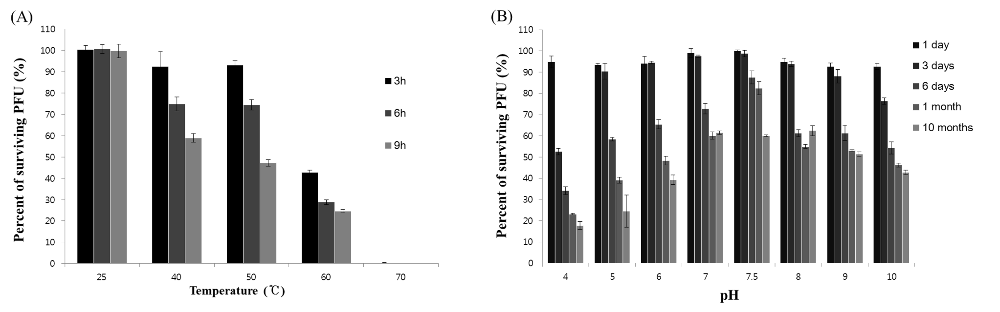 (A)
110
100
90
80
70
60
50
40
30
20
10
0
Percent of surviving PFU (%)
25 40 50 60 70
Temperature (℃)
3h
6h
9h
(B)
110
100
90
80
70
60
50
40
30
20
10
0
Percent of surviving PFU (%)
4 5 6 7 7.5 8 9 10
pH
1 day
3 days
6 days
1 month
10 months